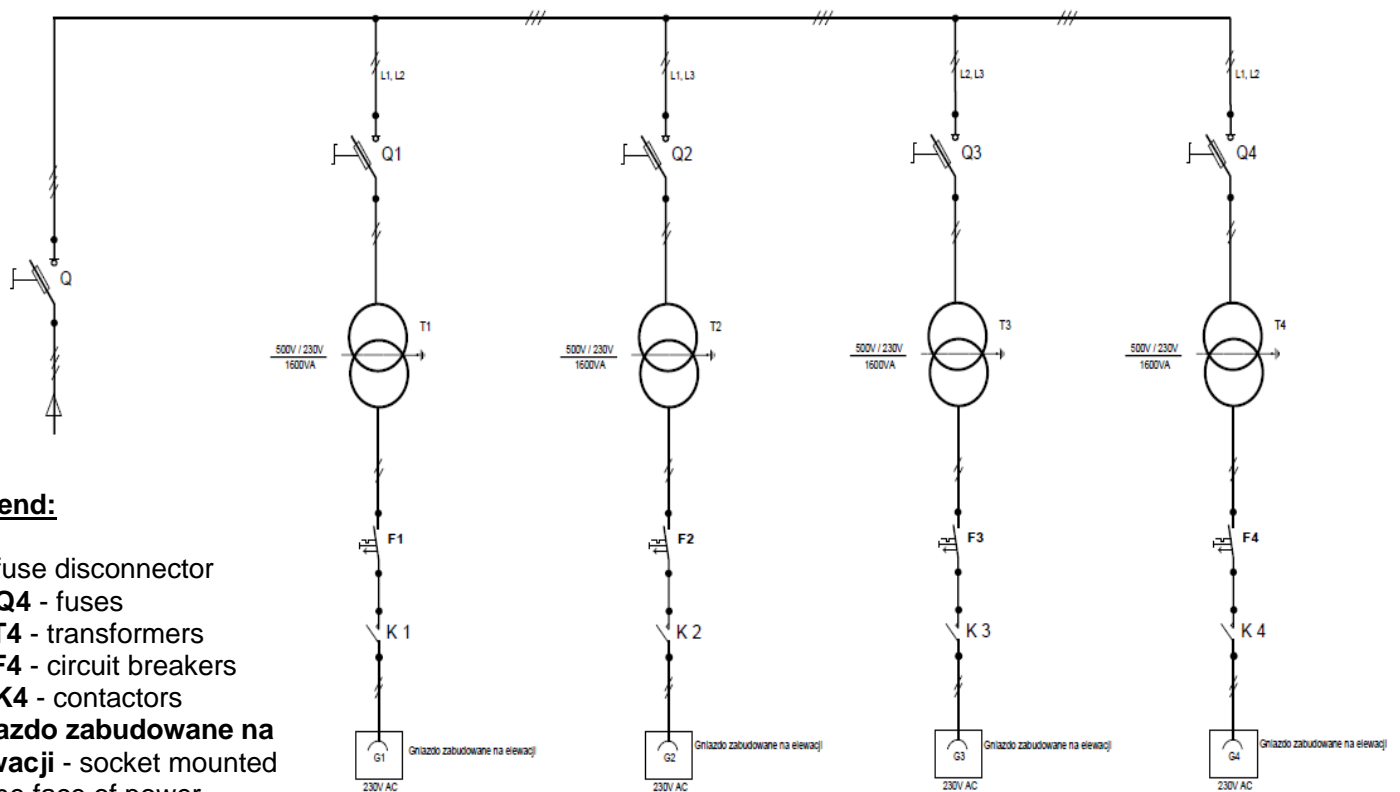 L1, L2
L1, L3
L2, L3
L1, L2
Q1
Q2
Q3
Q4
Q
T1
T2
T3
T4
500V / 230V
1600VA
500V / 230V
1600VA
500V / 230V
1600VA
500V / 230V
1600VA
end:
F1
F2
F3
F4
fuse disconnector
Q4 - fuses
T4 - transformers
F4 - circuit breakers
K4 - contactors
K 1
K 2
K 3
K 4
azdo zabudowane na
wacji - socket mounted
face of power
G1
Gniazdo zabudowane na elewacji
230V AC
G2
Gniazdo zabudowane na elewacji
230V AC
G3
Gniazdo zabudowane na elewacji
230V AC
G4
Gniazdo zabudowane na elewacji
230V AC